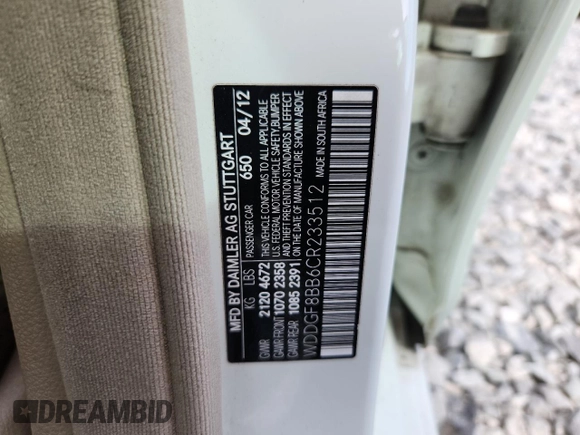 MFD BY DAIMLER AG STUTTGART
PASSENGER CAR 650 04/12
KG LBS THIS VEHICLE CONFORMS TO ALL APPLICABLE
GVWR 2120 4672 U.S. FEDERAL MOTOR VEHICLE SAFETY, BUMPER
GAWR FRONT 1070 2358 AND THEFT PREVENTION STANDARDS IN EFFECT
GAWR REAR 1085 2391 ON THE DATE OF MANUFACTURE SHOWN ABOVE
WDDGF8BB6CR233512 MADE IN SOUTH AFRICA
DREAMBID